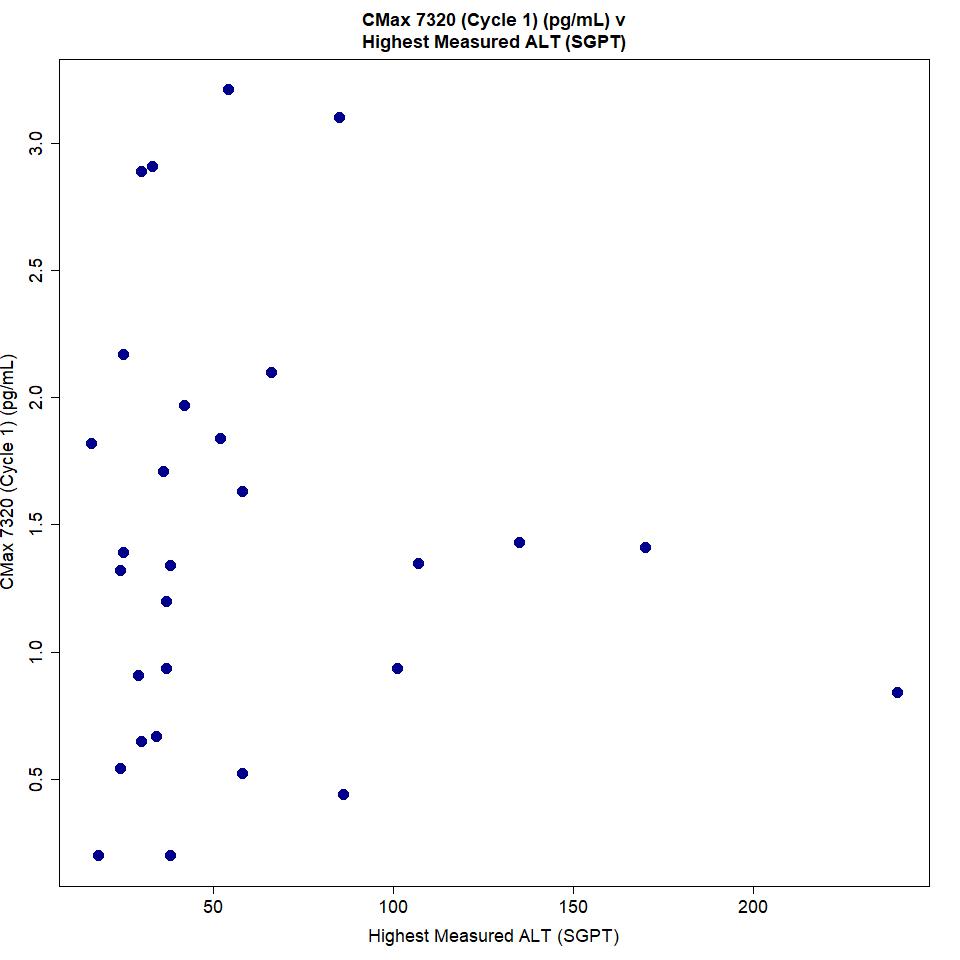 CMax 7320 (Cycle 1) (pg/mL) v
Highest Measured ALT (SGPT)
CMax 7320 (Cycle 1) (pg/mL)
3.0
2.5
2.0
1.5
1.0
0.5
50
100
150
200
Highest Measured ALT (SGPT)